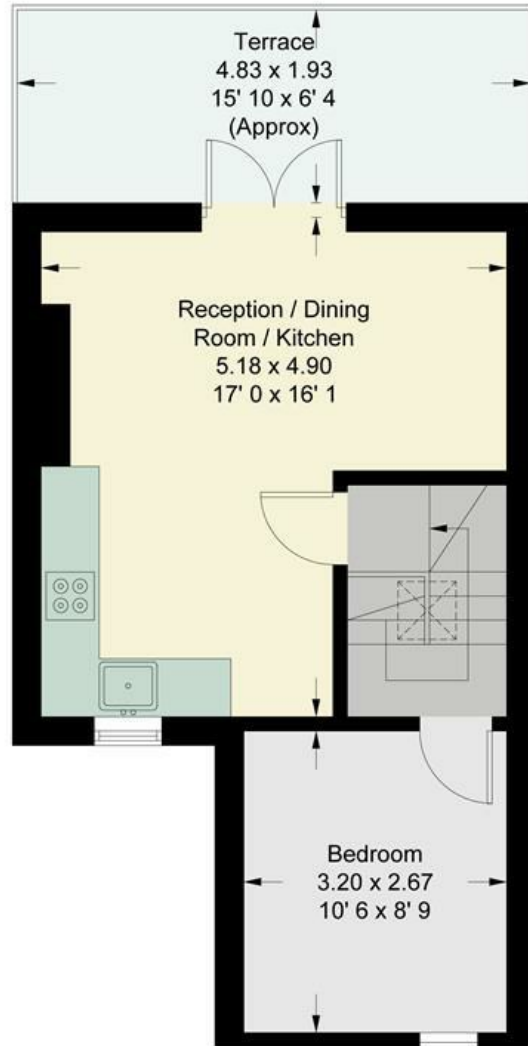 Terrace
4.83 x 1.93
15' 10 x 6' 4
(Approx)
Reception / Dining
Room / Kitchen
5.18 x 4.90
17' 0 x 16' 1
Bedroom
3.20 x 2.67
10' 6 x 8' 9